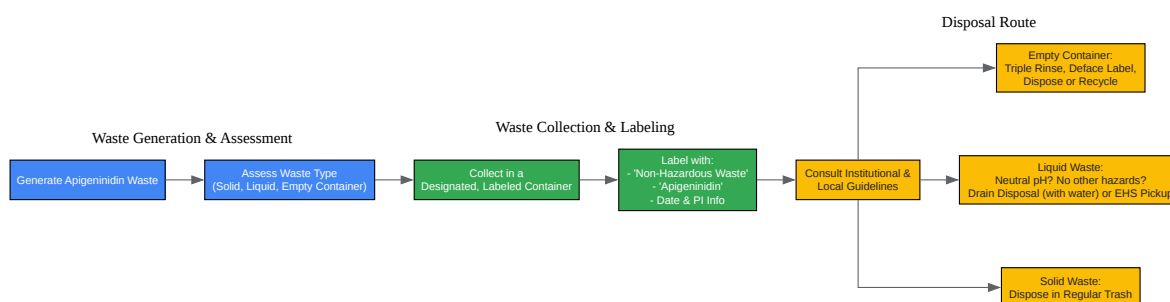 Disposal Route
Empty Container:
Triple Rinse, Deface Label,
Dispose or Recycle
Waste Generation & Assessment
Waste Collection & Labeling
Generate Apigeninidin Waste
Assess Waste Type
(Solid, Liquid, Empty Container)
Collect in a
Designated, Labeled Container
Label with:
- 'Non-Hazardous Waste'
- 'Apigeninidin'
- Date & PI Info
Consult Institutional &
Local Guidelines
Liquid Waste:
Neutral pH? No other hazards?
Drain Disposal (with water) or EHS Pickup
Solid Waste:
Dispose in Regular Trash